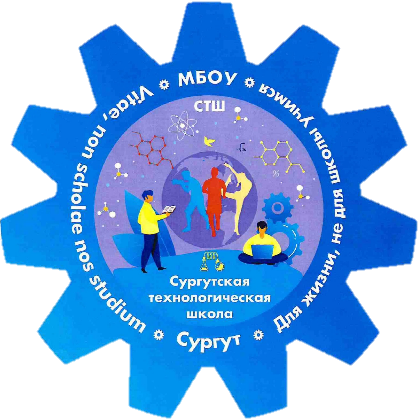 МБОУ
Vitae, non scholae nos studium
Для жизни, не для школы учимся
СТШ
Сургутская
технологическая
школа
Сургут